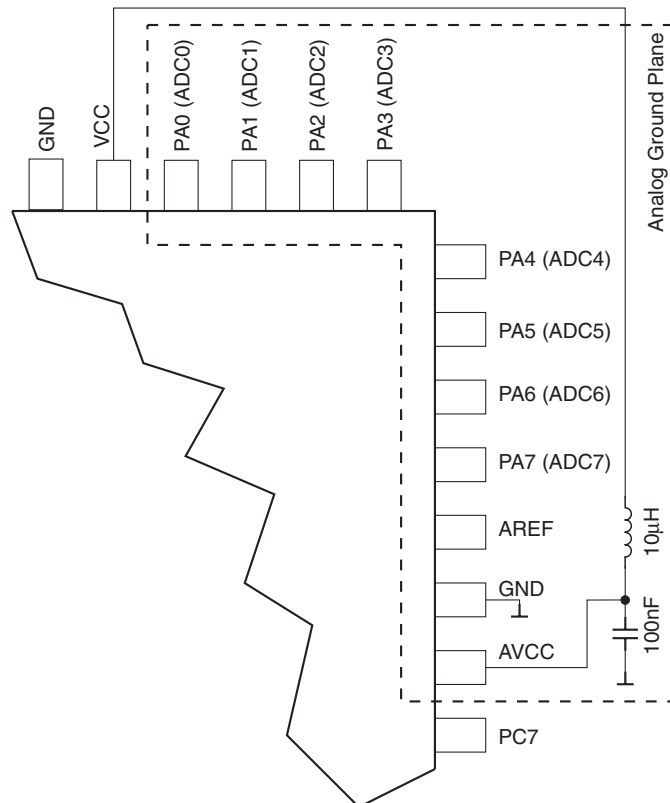 GND
VCC
PA0 (ADC0)
PA1 (ADC1)
PA2 (ADC2)
PA3 (ADC3)
Analog Ground Plane
PA4 (ADC4)
PA5 (ADC5)
PA6 (ADC6)
PA7 (ADC7)
AREF
10μH
GND
AVCC
100nF
PC7